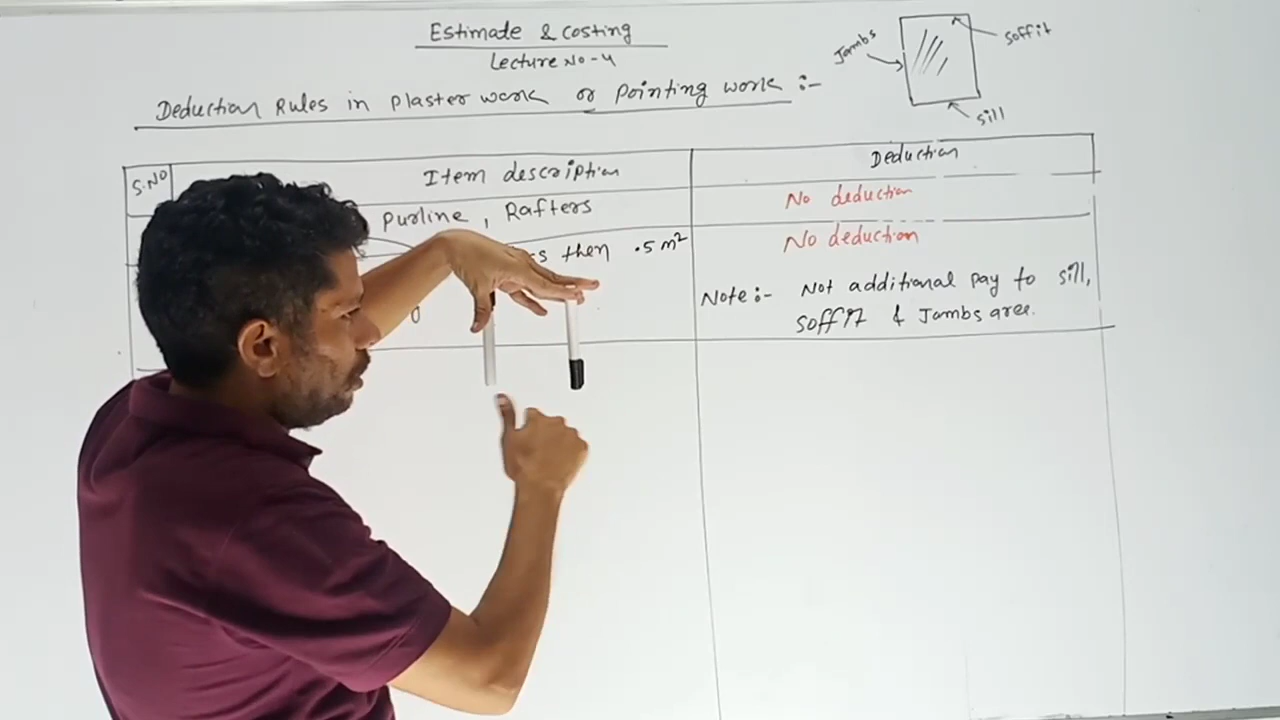 Estimate & costing
Lecture No-4
Deduction Rules in plaster work or pointing work :-
Jambs
soffit
sill
S.NO
Item description
Deduction
Purline , Rafters
No deduction
then .5 m²
No deduction
Note:- Not additional pay to sill,
soffit & Jambs area.